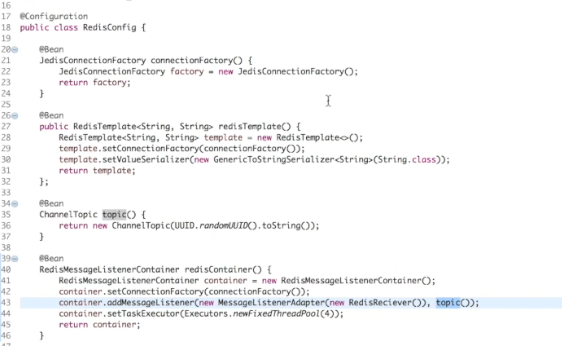 16
17 @Configuration
18 public class RedisConfig {
19
20 @Bean
21 JedisConnectionFactory connectionFactory() {
22 JedisConnectionFactory factory = new JedisConnectionFactory();
23 return factory;
24 }
25
26 @Bean
27 public RedisTemplate<String, String> redisTemplate() {
28 RedisTemplate<String, String> template = new RedisTemplate<>();
29 template.setConnectionFactory(connectionFactory());
30 template.setValueSerializer(new GenericToStringSerializer<String>(String.class));
31 return template;
32 };
33
34 @Bean
35 ChannelTopic topic() {
36 return new ChannelTopic(UUID.randomUUID().toString());
37 }
38
39 @Bean
40 RedisMessageListenerContainer redisContainer() {
41 RedisMessageListenerContainer container = new RedisMessageListenerContainer();
42 container.setConnectionFactory(connectionFactory());
43 container.addMessageListener(new MessageListenerAdapter(new RedisReciever()), topic());
44 container.setTaskExecutor(Executors.newFixedThreadPool(4));
45 return container;
46 }
47